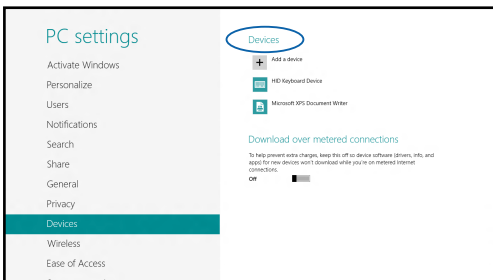 PC settings
Activate Windows
Personalize
Users
Notifications
Search
Share
General
Privacy
Devices
Wireless
Ease of Access
Devices
Add a device
HID Keyboard Device
Microsoft XPS Document Writer
Download over metered connections
To help prevent extra charges, keep this off so device software (drivers, info, and
apps) for new devices won't download while you're on metered Internet
connections.
Off